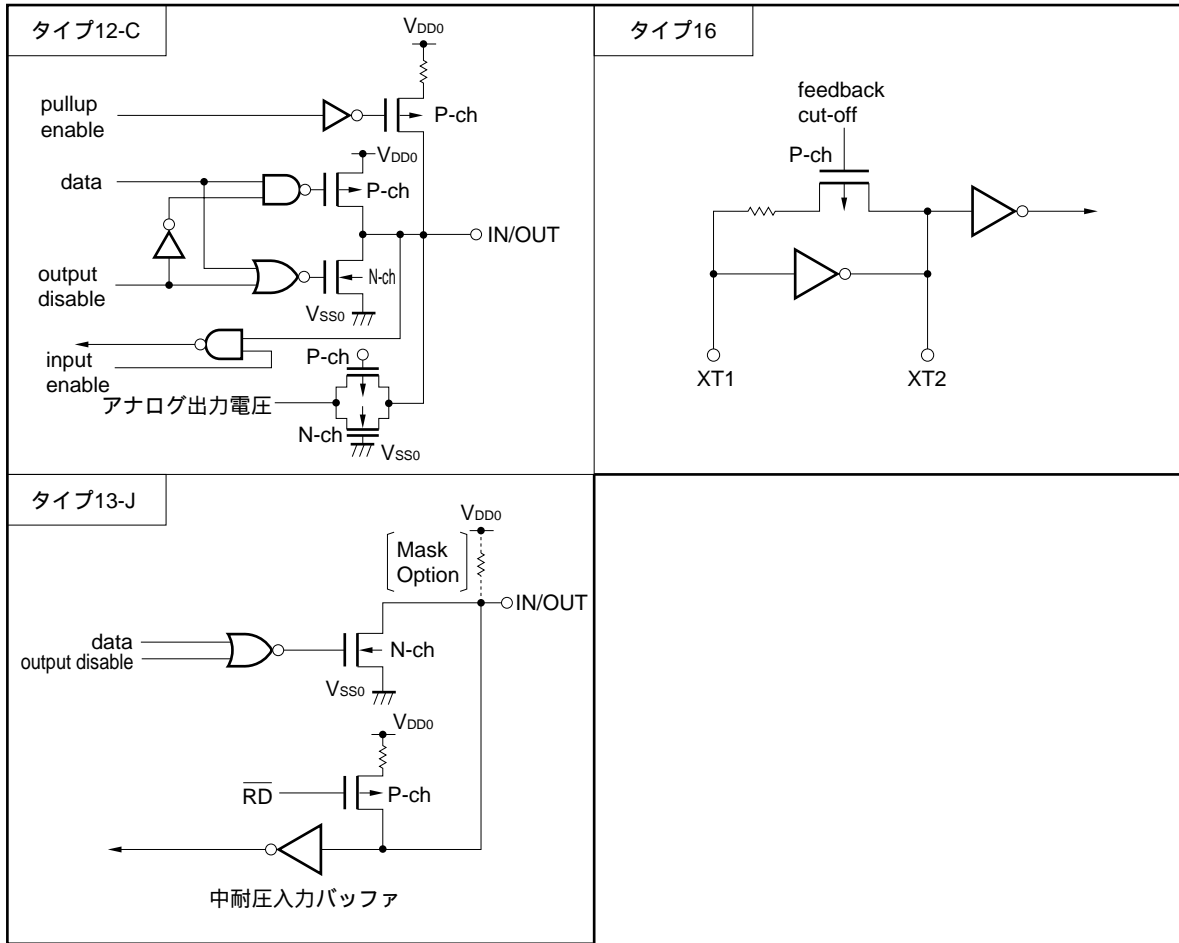 タイプ12-C
VDD0
pullup
enable
P-ch
VDD0
data
P-ch
IN/OUT
output
disable
N-ch
VSS0
input
enable
P-ch
アナログ出力電圧
N-ch
VSS0
タイプ16
feedback
cut-off
P-ch
XT1
XT2
タイプ13-J
VDD0
Mask
Option
IN/OUT
data
output disable
N-ch
VSS0
VDD0
RD
P-ch
中耐圧入力バッファ